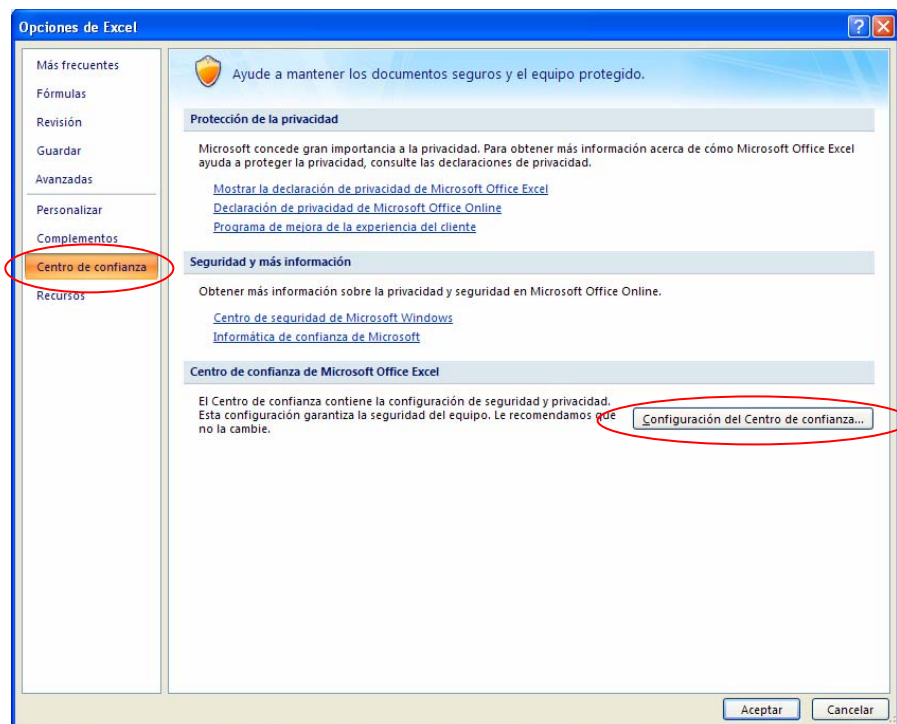 Opciones de Excel
Más frecuentes
Fórmulas
Revisión
Guardar
Avanzadas
Personalizar
Complementos
Centro de confianza
Recursos
Ayude a mantener los documentos seguros y el equipo protegido.
Protección de la privacidad
Microsoft concede gran importancia a la privacidad. Para obtener más información acerca de cómo Microsoft Office Excel
ayuda a proteger la privacidad, consulte las declaraciones de privacidad.
Mostrar la declaración de privacidad de Microsoft Office Excel
Declaración de privacidad de Microsoft Office Online
Programa de mejora de la experiencia del cliente
Seguridad y más información
Obtener más información sobre la privacidad y seguridad en Microsoft Office Online.
Centro de seguridad de Microsoft Windows
Informática de confianza de Microsoft
Centro de confianza de Microsoft Office Excel
El Centro de confianza contiene la configuración de seguridad y privacidad.
Esta configuración garantiza la seguridad del equipo. Le recomendamos que
no la cambie.
Configuración del Centro de confianza...
Aceptar
Cancelar